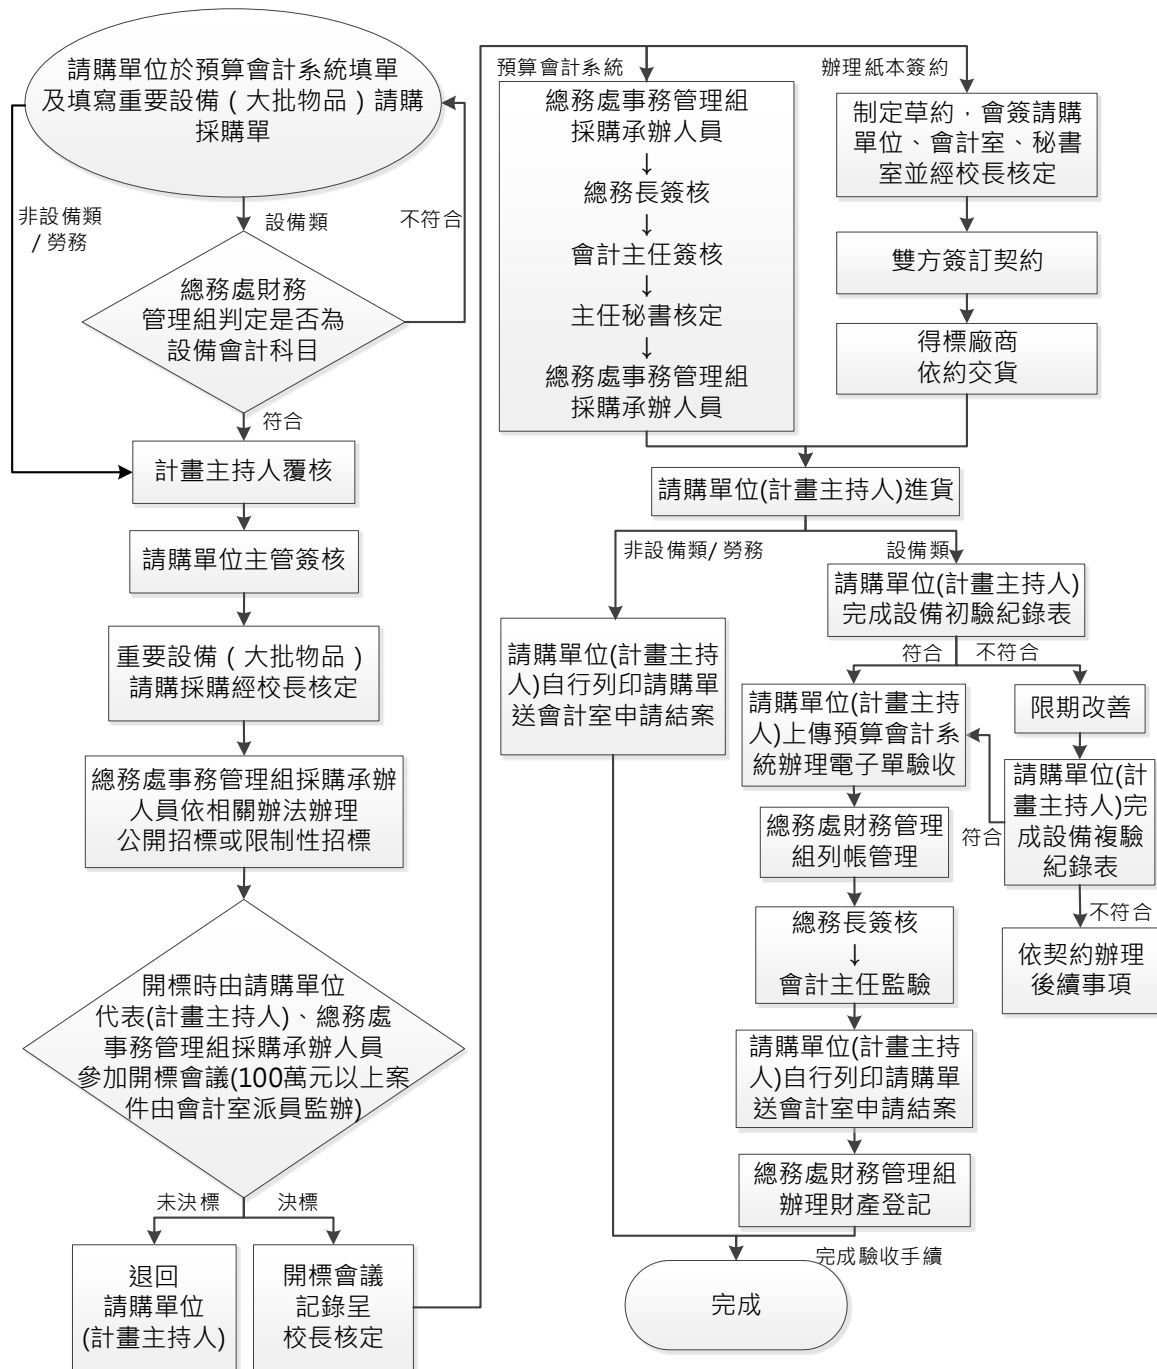 請購單位於預算會計系統填單
及填寫重要設備（大批物品）請購
採購單
非設備類
/ 勞務
設備類
不符合
總務處財務
管理組判定是否為
設備會計科目
符合
計畫主持人覆核
請購單位主管簽核
重要設備（大批物品）
請購採購經校長核定
總務處事務管理組採購承辦
人員依相關辦法辦理
公開招標或限制性招標
開標時由請購單位
代表(計畫主持人)、總務處
事務管理組採購承辦人員
參加開標會議(100萬元以上案
件由會計室派員監辦)
未決標
決標
退回
請購單位
(計畫主持人)
開標會議
記錄呈
校長核定
預算會計系統
總務處事務管理組
採購承辦人員
↓
總務長簽核
↓
會計主任簽核
↓
主任秘書核定
↓
總務處事務管理組
採購承辦人員
辦理紙本簽約
制定草約，會簽請購
單位、會計室、秘書
室並經校長核定
雙方簽訂契約
得標廠商
依約交貨
請購單位(計畫主持人)進貨
非設備類/ 勞務
設備類
請購單位(計畫主持
人)自行列印請購單
送會計室申請結案
請購單位(計畫主持人)
完成設備初驗紀錄表
符合
不符合
請購單位(計畫主持
人)上傳預算會計系
統辦理電子單驗收
限期改善
請購單位(計
畫主持人)完
成設備複驗
紀錄表
符合
不符合
依契約辦理
後續事項
總務處財務管理
組列帳管理
總務長簽核
↓
會計主任監驗
請購單位(計畫主持
人)自行列印請購單
送會計室申請結案
總務處財務管理組
辦理財產登記
完成驗收手續
完成